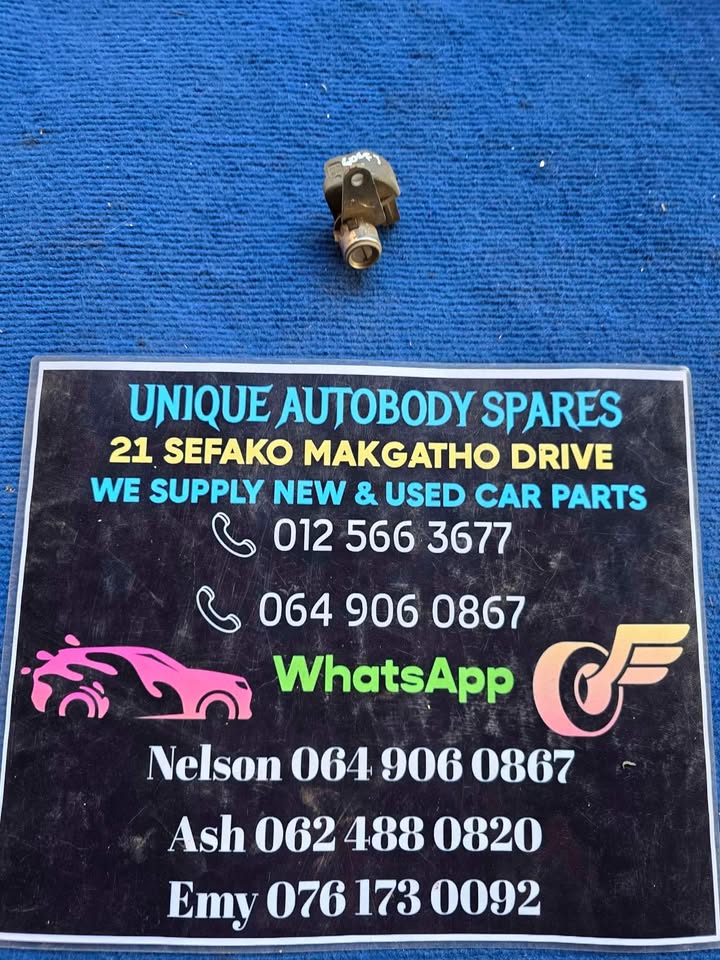 UNIQUE AUTOBODY SPARES
21 SEFAKO MAKGATHO DRIVE
WE SUPPLY NEW & USED CAR PARTS
012 566 3677
064 906 0867
WhatsApp
Nelson 064 906 0867
Ash 062 488 0820
Emy 076 173 0092